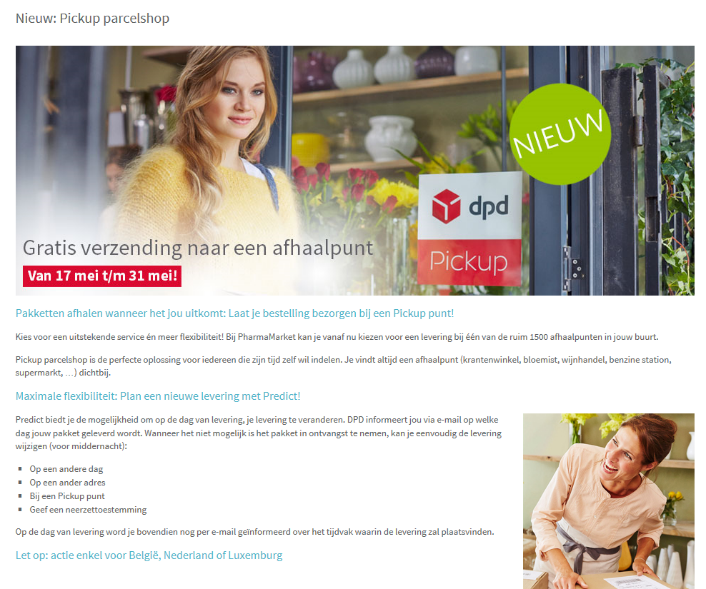 Nieuw: Pickup parcelshop
NIEUW
dpd
Pickup
Gratis verzending naar een afhaalpunt
Van 17 mei t/m 31 mei!
Pakketten afhalen wanneer het jou uitkomt: Laat je bestelling bezorgen bij een Pickup punt!
Kies voor een uitstekende service én meer flexibiliteit! Bij PharmaMarket kan je vanaf nu kiezen voor een levering bij één van de ruim 1500 afhaalpunten in jouw buurt.
Pickup parcelshop is de perfecte oplossing voor iedereen die zijn tijd zelf wil indelen. Je vindt altijd een afhaalpunt (krantenwinkel, bloemist, wijnhandel, benzine station,
supermarkt, ...) dichtbij.
Maximale flexibiliteit: Plan een nieuwe levering met Predict!
Predict biedt je de mogelijkheid om op de dag van levering, je levering te veranderen. DPD informeert jou via e-mail op welke
dag jouw pakket geleverd wordt. Wanneer het niet mogelijk is het pakket in ontvangst te nemen, kan je eenvoudig de levering
wijzigen (voor middernacht):
▪ Op een andere dag
▪ Op een ander adres
▪ Bij een Pickup punt
▪ Geef een neerzettoestemming
Op de dag van levering word je bovendien nog per e-mail geïnformeerd over het tijdvak waarin de levering zal plaatsvinden.
Let op: actie enkel voor België, Nederland of Luxemburg